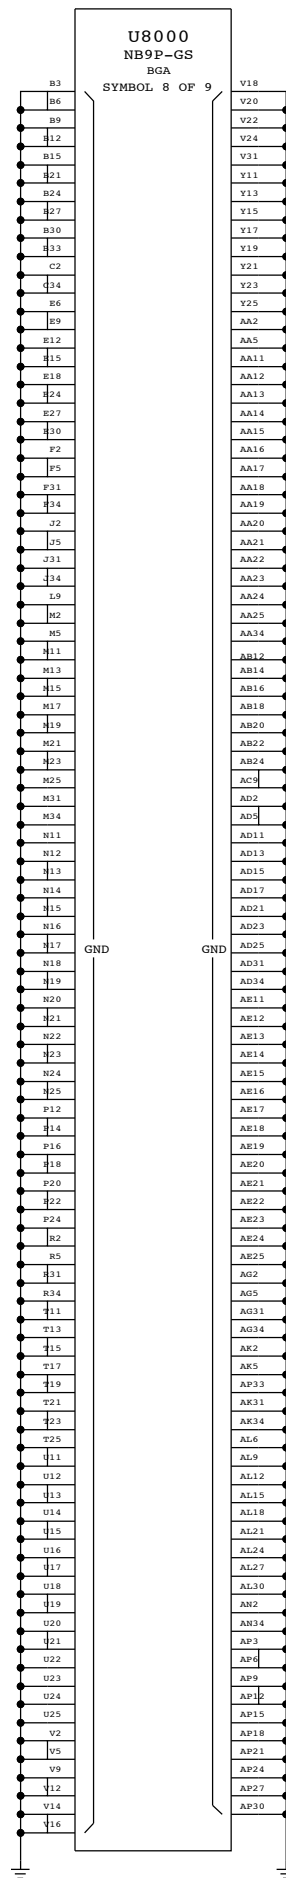 U8000
NB9P-GS
BGA
SYMBOL 8 OF 9
B3
B6
B9
B12
B15
B21
B24
B27
B30
B33
C2
C34
E6
E9
E12
E15
E18
E24
E27
E30
F2
F5
F31
F34
J2
J5
J31
J34
L9
M2
M5
M11
M13
M15
M17
M19
M21
M23
M25
M31
M34
N11
N12
N13
N14
N15
N16
N17
N18
N19
N20
N21
N22
N23
N24
N25
P12
P14
P16
P18
P20
P22
P24
R2
R5
R31
R34
T11
T13
T15
T17
T19
T21
T23
T25
U11
U12
U13
U14
U15
U16
U17
U18
U19
U20
U21
U22
U23
U24
U25
V2
V5
V9
V12
V14
V16
GND
GND
V18
V20
V22
V24
V31
Y11
Y13
Y15
Y17
Y19
Y21
Y23
Y25
AA2
AA5
AA11
AA12
AA13
AA14
AA15
AA16
AA17
AA18
AA19
AA20
AA21
AA22
AA23
AA24
AA25
AA34
AB12
AB14
AB16
AB18
AB20
AB22
AB24
AC9
AD2
AD5
AD11
AD13
AD15
AD17
AD21
AD23
AD25
AD31
AD34
AE11
AE12
AE13
AE14
AE15
AE16
AE17
AE18
AE19
AE20
AE21
AE22
AE23
AE24
AE25
AG2
AG5
AG31
AG34
AK2
AK5
AP33
AK31
AK34
AL6
AL9
AL12
AL15
AL18
AL21
AL24
AL27
AL30
AN2
AN34
AP3
AP6
AP9
AP12
AP15
AP18
AP21
AP24
AP27
AP30